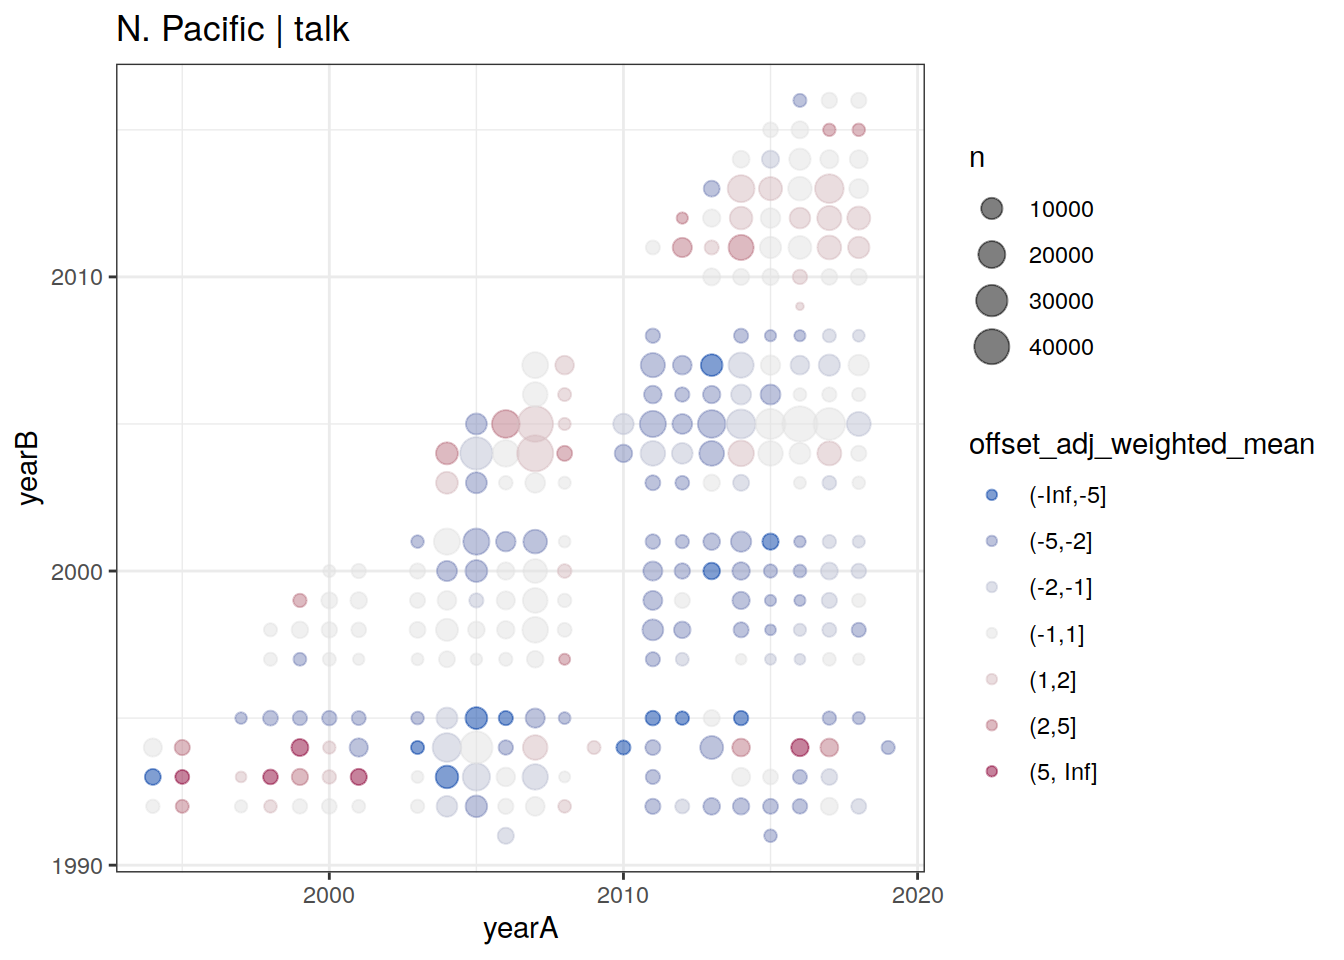 N. Pacific | talk
yearB
2010
2000
1990
2000
2010
2020
yearA
n
10000
20000
30000
40000
offset_adj_weighted_mean
(-Inf,-5]
(-5,-2]
(-2,-1]
(-1,1]
(1,2]
(2,5]
(5, Inf]